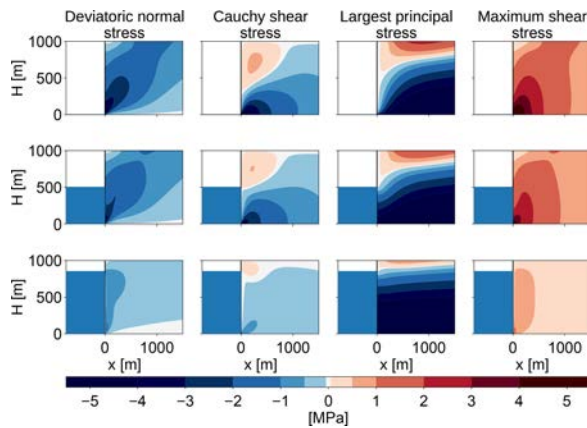 Deviatoric normal stress
Cauchy shear stress
Largest principal stress
Maximum shear stress
H [m]
1000
500
0
H [m]
1000
500
0
H [m]
1000
500
0
0 1000
0 1000
0 1000
0 1000
x [m]
x [m]
x [m]
x [m]
−5 −4 −3 −2 −1 0 1 2 3 4 5
[MPa]